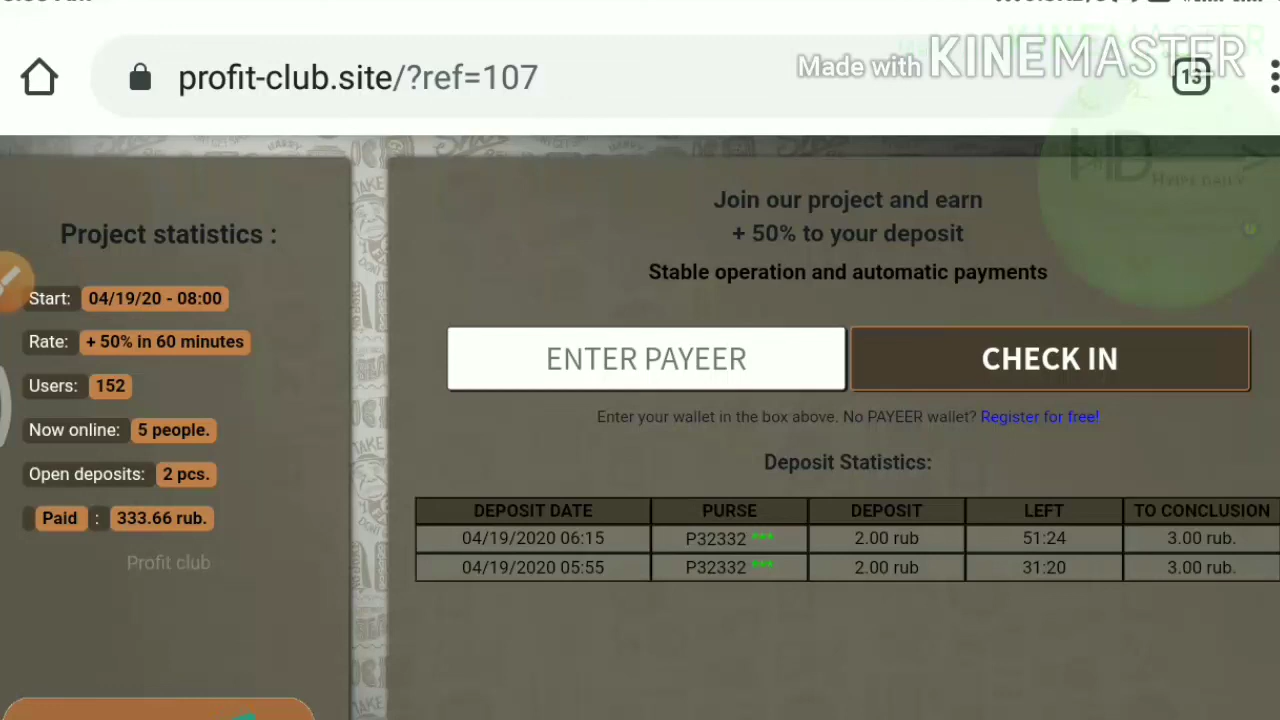 profit-club.site/?ref=107
Made with KINEMASTER
13
HD
HYIPS DAILY
Project statistics :
Start: 04/19/20 - 08:00
Rate: + 50% in 60 minutes
Users: 152
Now online: 5 people.
Open deposits: 2 pcs.
Paid : 333.66 rub.
Profit club
Join our project and earn
+ 50% to your deposit
Stable operation and automatic payments
ENTER PAYEER
CHECK IN
Enter your wallet in the box above. No PAYEER wallet? Register for free!
Deposit Statistics:
DEPOSIT DATE PURSE DEPOSIT LEFT TO CONCLUSION
04/19/2020 06:15 P32332 *** 2.00 rub 51:24 3.00 rub.
04/19/2020 05:55 P32332 *** 2.00 rub 31:20 3.00 rub.